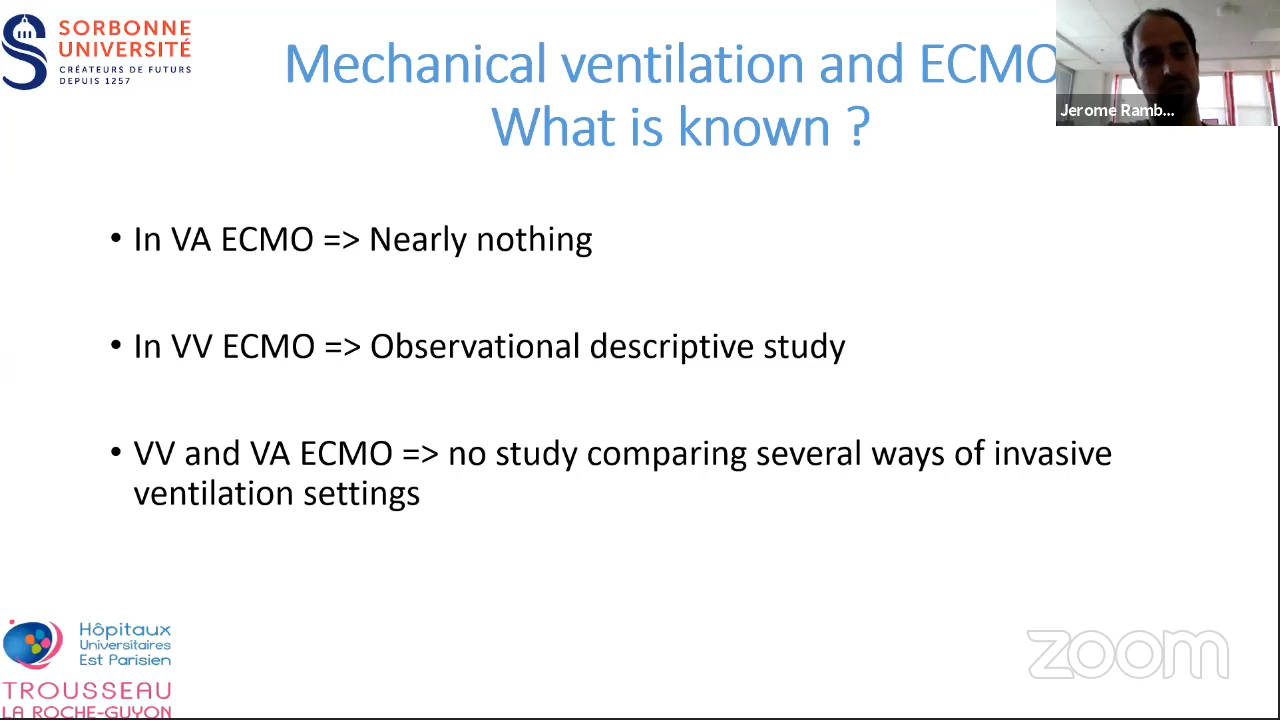 SORBONNE
UNIVERSITÉ
CRÉATEURS DE FUTURS
DEPUIS 1257
Mechanical ventilation and ECMO
What is known ?
Jerome Ramb...
• In VA ECMO => Nearly nothing
• In VV ECMO => Observational descriptive study
• VV and VA ECMO => no study comparing several ways of invasive
ventilation settings
Hôpitaux
Universitaires
Est Parisien
TROUSSEAU
LA ROCHE-GUYON
zoom